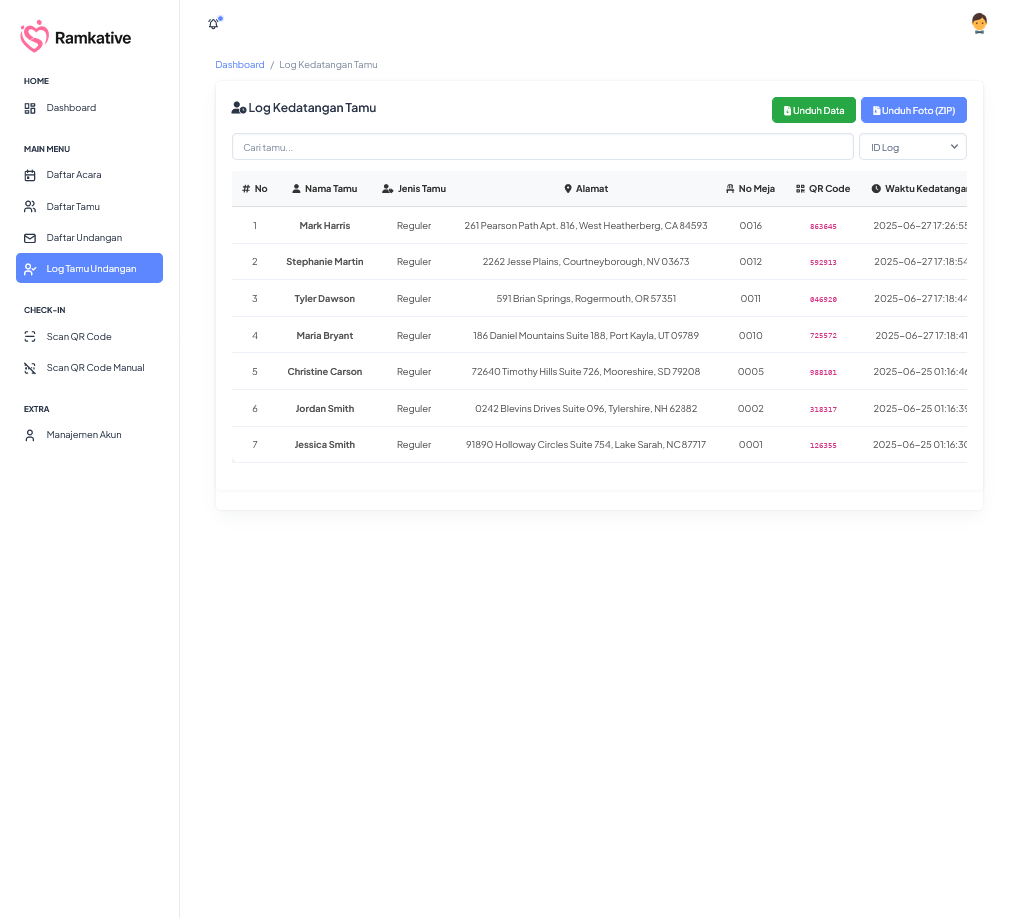 Ramkative
HOME
Dashboard
MAIN MENU
Daftar Acara
Daftar Tamu
Daftar Undangan
Log Tamu Undangan
CHECK-IN
Scan QR Code
Scan QR Code Manual
EXTRA
Manajemen Akun
Dashboard / Log Kedatangan Tamu
Log Kedatangan Tamu
Unduh Data Unduh Foto (ZIP)
Cari tamu... ID Log
# No Nama Tamu Jenis Tamu Alamat No Meja QR Code Waktu Kedatangan
1 Mark Harris Reguler 261 Pearson Path Apt. 816, West Heatherberg, CA 84593 0016 863645 2025-06-27 17:26:55
2 Stephanie Martin Reguler 2262 Jesse Plains, Courtneyborough, NV 03673 0012 592913 2025-06-27 17:18:54
3 Tyler Dawson Reguler 591 Brian Springs, Rogermouth, OR 57351 0011 046920 2025-06-27 17:18:44
4 Maria Bryant Reguler 186 Daniel Mountains Suite 188, Port Kayla, UT 09789 0010 725572 2025-06-27 17:18:41
5 Christine Carson Reguler 72640 Timothy Hills Suite 726, Mooreshire, SD 79208 0005 988101 2025-06-25 01:16:46
6 Jordan Smith Reguler 0242 Blevins Drives Suite 096, Tylershire, NH 62882 0002 318317 2025-06-25 01:16:39
7 Jessica Smith Reguler 91890 Holloway Circles Suite 754, Lake Sarah, NC 87717 0001 126355 2025-06-25 01:16:30